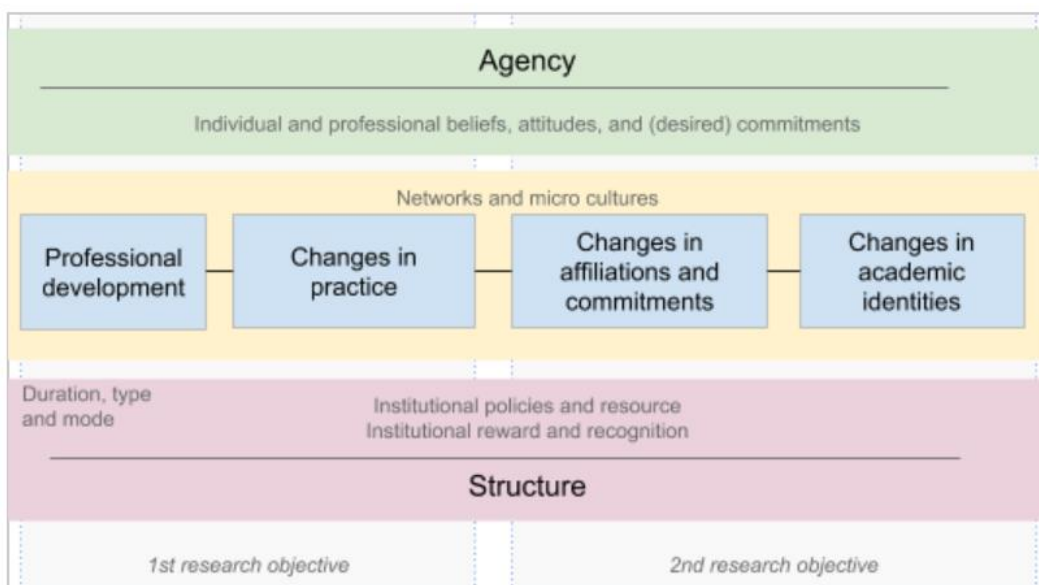 Agency
Individual and professional beliefs, attitudes, and (desired) commitments
Networks and micro cultures
Professional
development
Changes in
practice
Changes in
affiliations and
commitments
Changes in
academic
identities
Duration, type
and mode
Institutional policies and resource
Institutional reward and recognition
Structure
1st research objective
2nd research objective